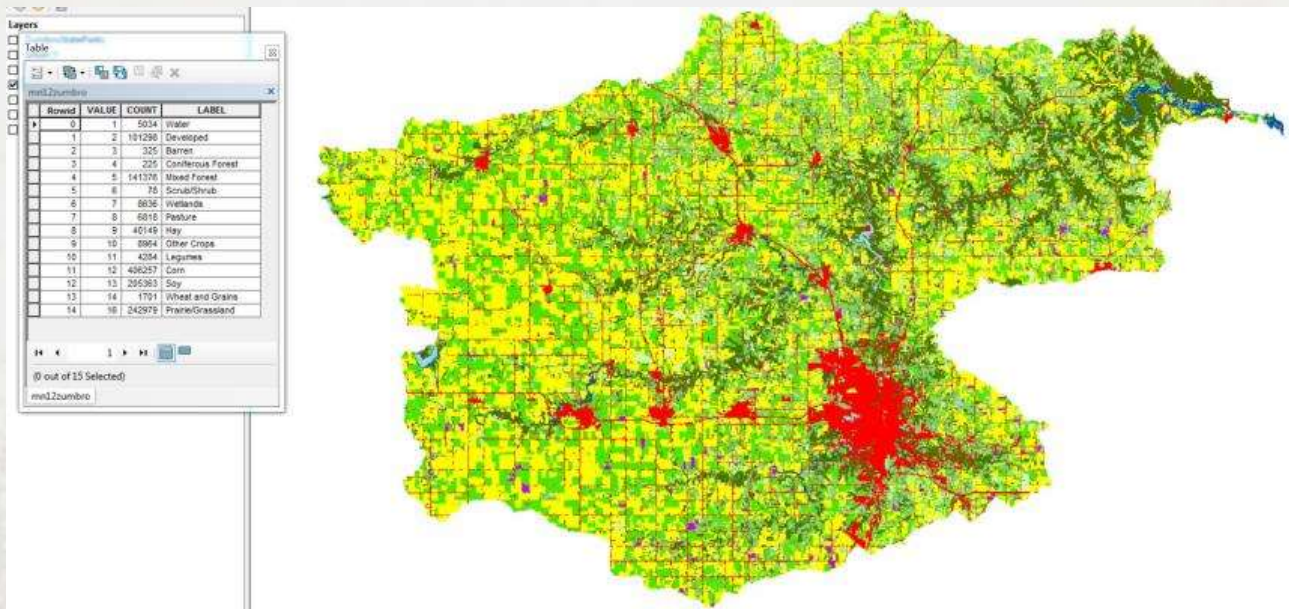 Layers
Table
mn12zumbro
Rowid VALUE COUNT LABEL
0 1 5034 Water
1 2 101298 Developed
2 3 325 Barren
3 4 225 Coniferous Forest
4 5 141376 Mixed Forest
5 6 78 Scrub/Shrub
6 7 8636 Wetlands
7 8 6818 Pasture
8 9 40149 Hay
9 10 8964 Other Crops
10 11 4284 Legumes
11 12 406257 Corn
12 13 205363 Soy
13 14 1701 Wheat and Grains
14 16 242979 Prairie/Grassland
1
(0 out of 15 Selected)
mn12zumbro